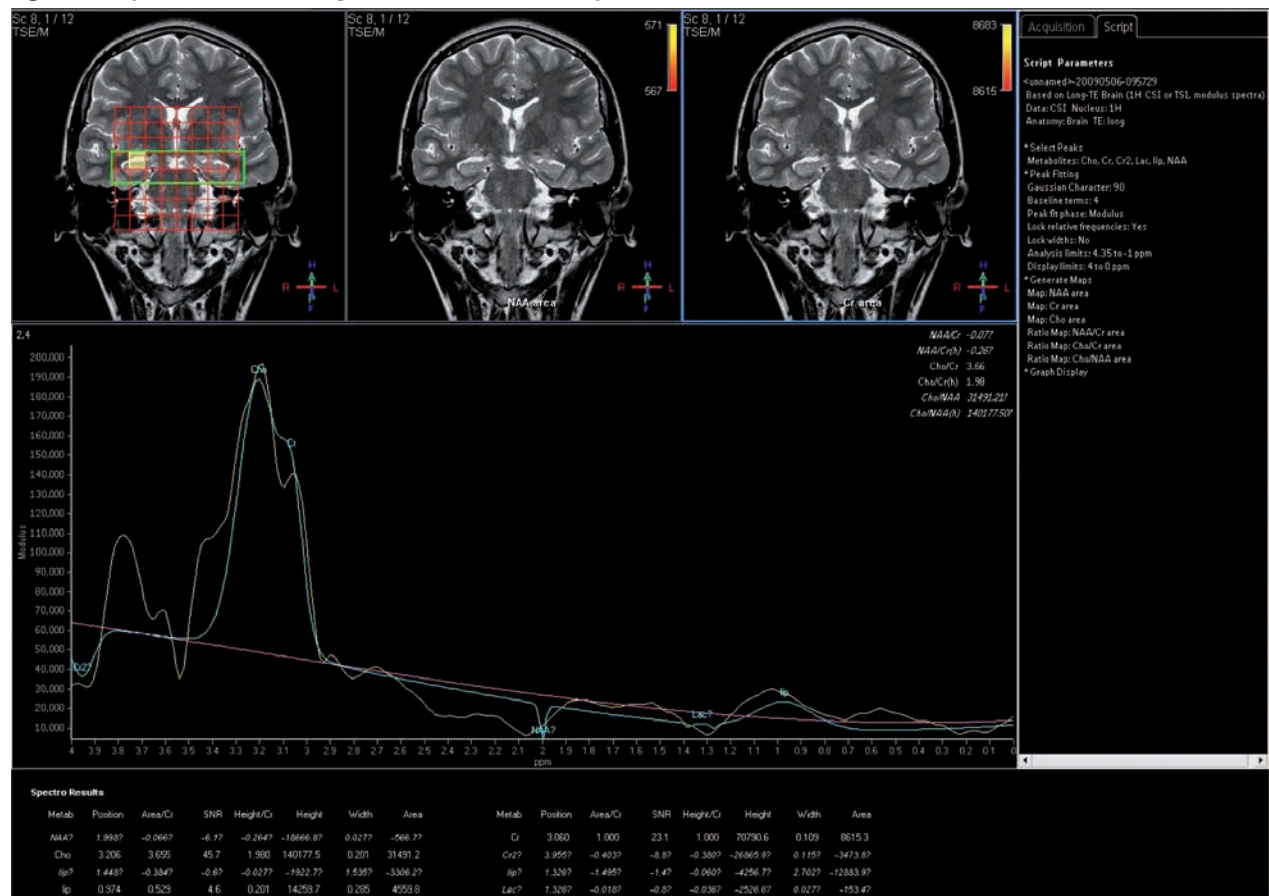 Sc 8, 1 / 12
TSE/M
R
L
H
A
P
F
Sc 8, 1 / 12
TSE/M
571
567
NAA area
R
L
H
A
P
F
Sc 8, 1 / 12
TSE/M
8683
8615
Cr area
R
L
H
A
P
F
Acquisition
Script
Script Parameters
<unnamed>-20090506-095729
Based on Long-TE Brain (1H CSI or TSI, modulus spectra)
Data: CSI Nucleus: 1H
Anatomy: Brain TE: long
* Select Peaks
Metabolites: Cho, Cr, Cr2, Lac, lip, NAA
* Peak Fitting
Gaussian Character: 90
Baseline terms: 4
Peak fit phase: Modulus
Lock relative frequencies: Yes
Lock widths: No
Analysis limits: 4.35 to -1 ppm
Display limits: 4 to 0 ppm
* Generate Maps
Map: NAA area
Map: Cr area
Map: Cho area
Ratio Map: NAA/Cr area
Ratio Map: Cho/Cr area
Ratio Map: Cho/NAA area
* Graph Display
2,4
NAA/Cr -0.07?
NAA/Cr(h) -0.26?
Cho/Cr 3.66
Cho/Cr(h) 1.98
Cho/NAA 31491.21?
Cho/NAA(h) 140177.50?
200,000
190,000
180,000
170,000
160,000
150,000
140,000
130,000
120,000
110,000
100,000
90,000
80,000
70,000
60,000
50,000
40,000
30,000
20,000
10,000
Modulus
Cho
Cr
Cr2?
NAA?
Lac?
lip
4 3.9 3.8 3.7 3.6 3.5 3.4 3.3 3.2 3.1 3 2.9 2.8 2.7 2.6 2.5 2.4 2.3 2.2 2.1 2 1.9 1.8 1.7 1.6 1.5 1.4 1.3 1.2 1.1 1 0.9 0.8 0.7 0.6 0.5 0.4 0.3 0.2 0.1 0
ppm
Spectro Results
Metab Position Area/Cr SNR Height/Cr Height Width Area
NAA? 1.998? -0.066? -6.1? -0.264? -18666.8? 0.027? -566.7?
Cho 3.206 3.655 45.7 1.980 140177.5 0.201 31491.2
lip? 1.448? -0.384? -0.6? -0.027? -1922.7? 1.535? -3306.2?
lip 0.974 0.529 4.6 0.201 14259.7 0.285 4559.8
Metab Position Area/Cr SNR Height/Cr Height Width Area
Cr 3.060 1.000 23.1 1.000 70790.6 0.109 8615.3
Cr2? 3.955? -0.403? -8.8? -0.380? -26865.9? 0.115? -3473.8?
lip? 1.326? -1.495? -1.4? -0.060? -4256.7? 2.702? -12883.9?
Lac? 1.326? -0.018? -0.8? -0.036? -2526.6? 0.027? -153.4?